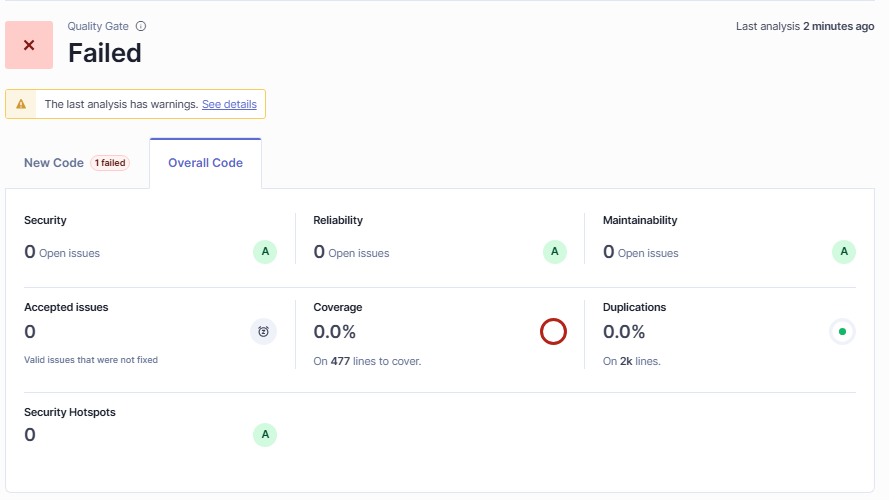 Quality Gate
Last analysis 2 minutes ago
Failed
The last analysis has warnings. See details
New Code 1 failed
Overall Code
Security
Reliability
Maintainability
0 Open issues A
0 Open issues A
0 Open issues A
Accepted issues
Coverage
Duplications
0
0.0%
0.0%
Valid issues that were not fixed
On 477 lines to cover.
On 2k lines.
Security Hotspots
0 A